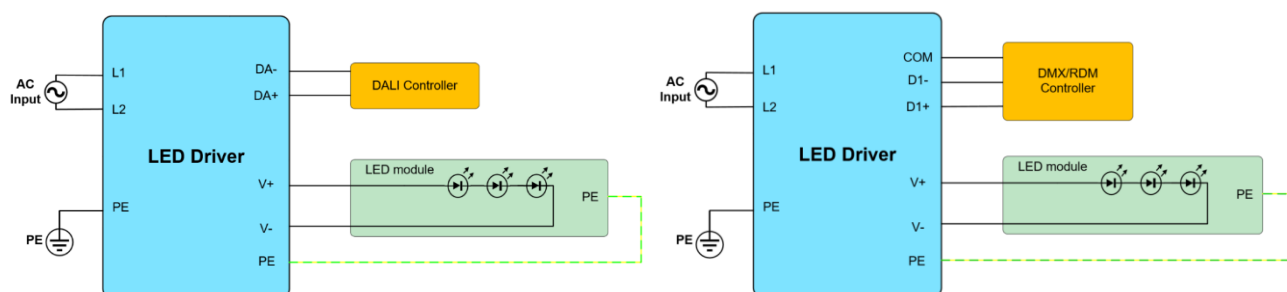 AC
Input
L1
L2
PE
PE
LED Driver
DA-
DA+
V+
V-
PE
DALI Controller
LED module
PE
AC
Input
L1
L2
PE
PE
LED Driver
COM
D1-
D1+
V+
V-
PE
DMX/RDM
Controller
LED module
PE